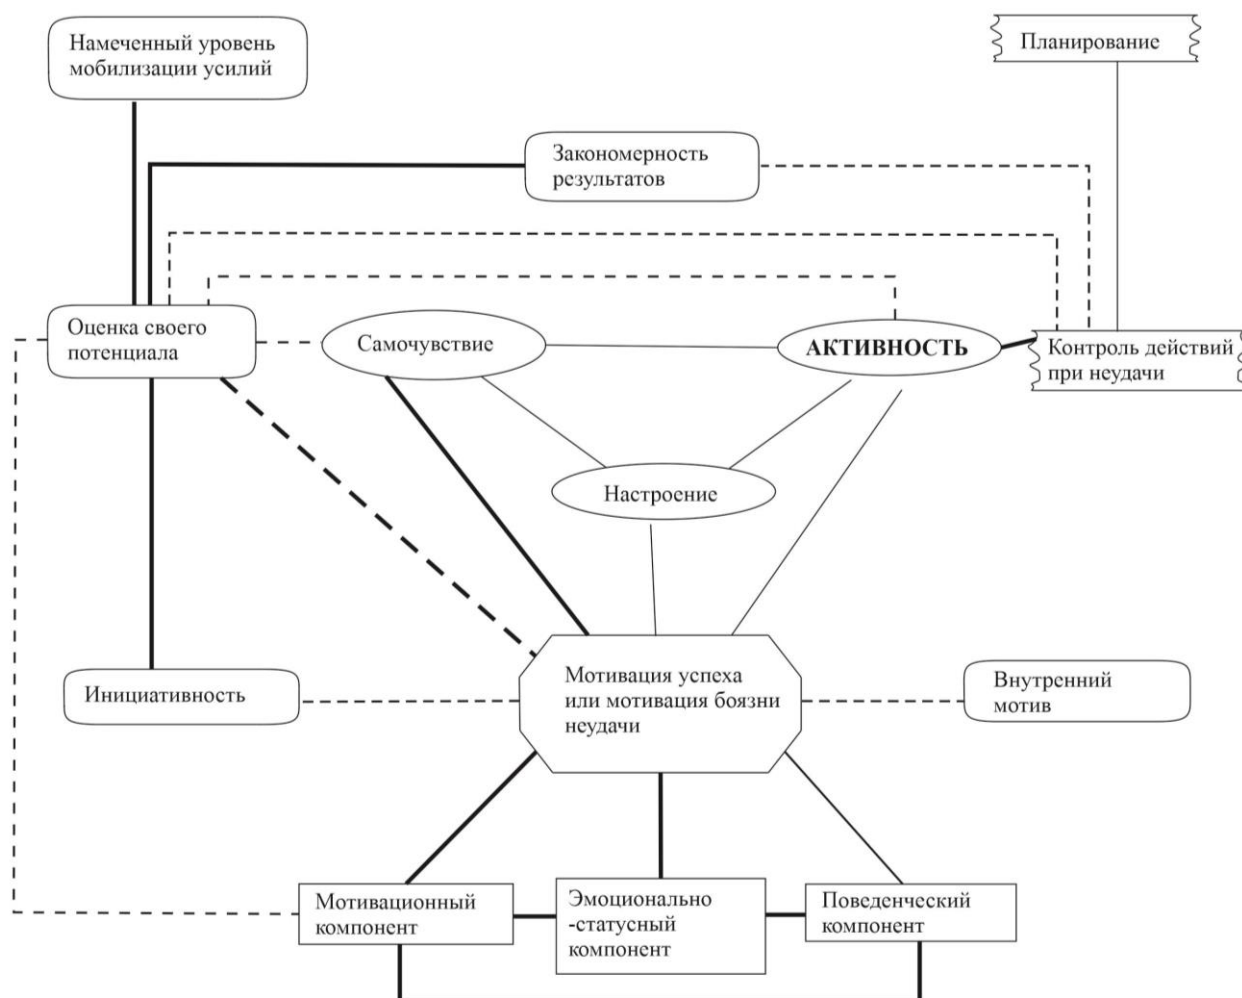 Намеченный уровень
мобилизации усилий
Планирование
Закономерность
результатов
Оценка своего
потенциала
Самочувствие
АКТИВНОСТЬ
Контроль действий
при неудачи
Настроение
Инициативность
Мотивация успеха
или мотивация боязни
неудачи
Внутренний
мотив
Мотивационный
компонент
Эмоционально
-статусный
компонент
Поведенческий
компонент